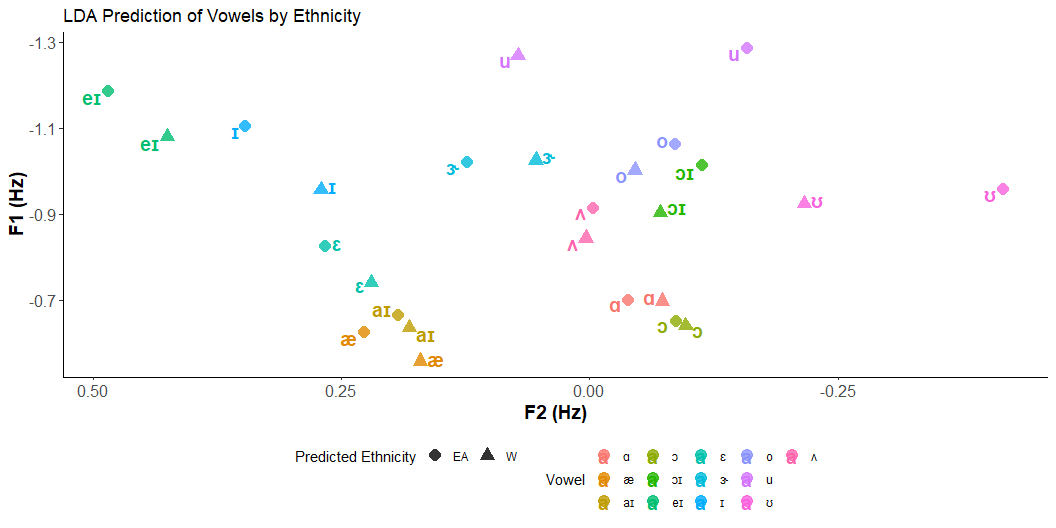 LDA Prediction of Vowels by Ethnicity
-1.3
u
u
eɪ
-1.1
eɪ
ɪ
o
ɝ
ɝ
o
ɔɪ
ɪ
ʊ
ʊ
F1 (Hz)
-0.9
ʌ
ɔɪ
ʌ
ɛ
ɛ
-0.7
ɑ
ɑ
aɪ
aɪ
ɔ
ɔ
æ
æ
0.50
0.25
0.00
-0.25
F2 (Hz)
Predicted Ethnicity EA W
Vowel
ɑ ɔ ɛ o ʌ
æ ɔɪ ɝ u
aɪ eɪ ɪ ʊ